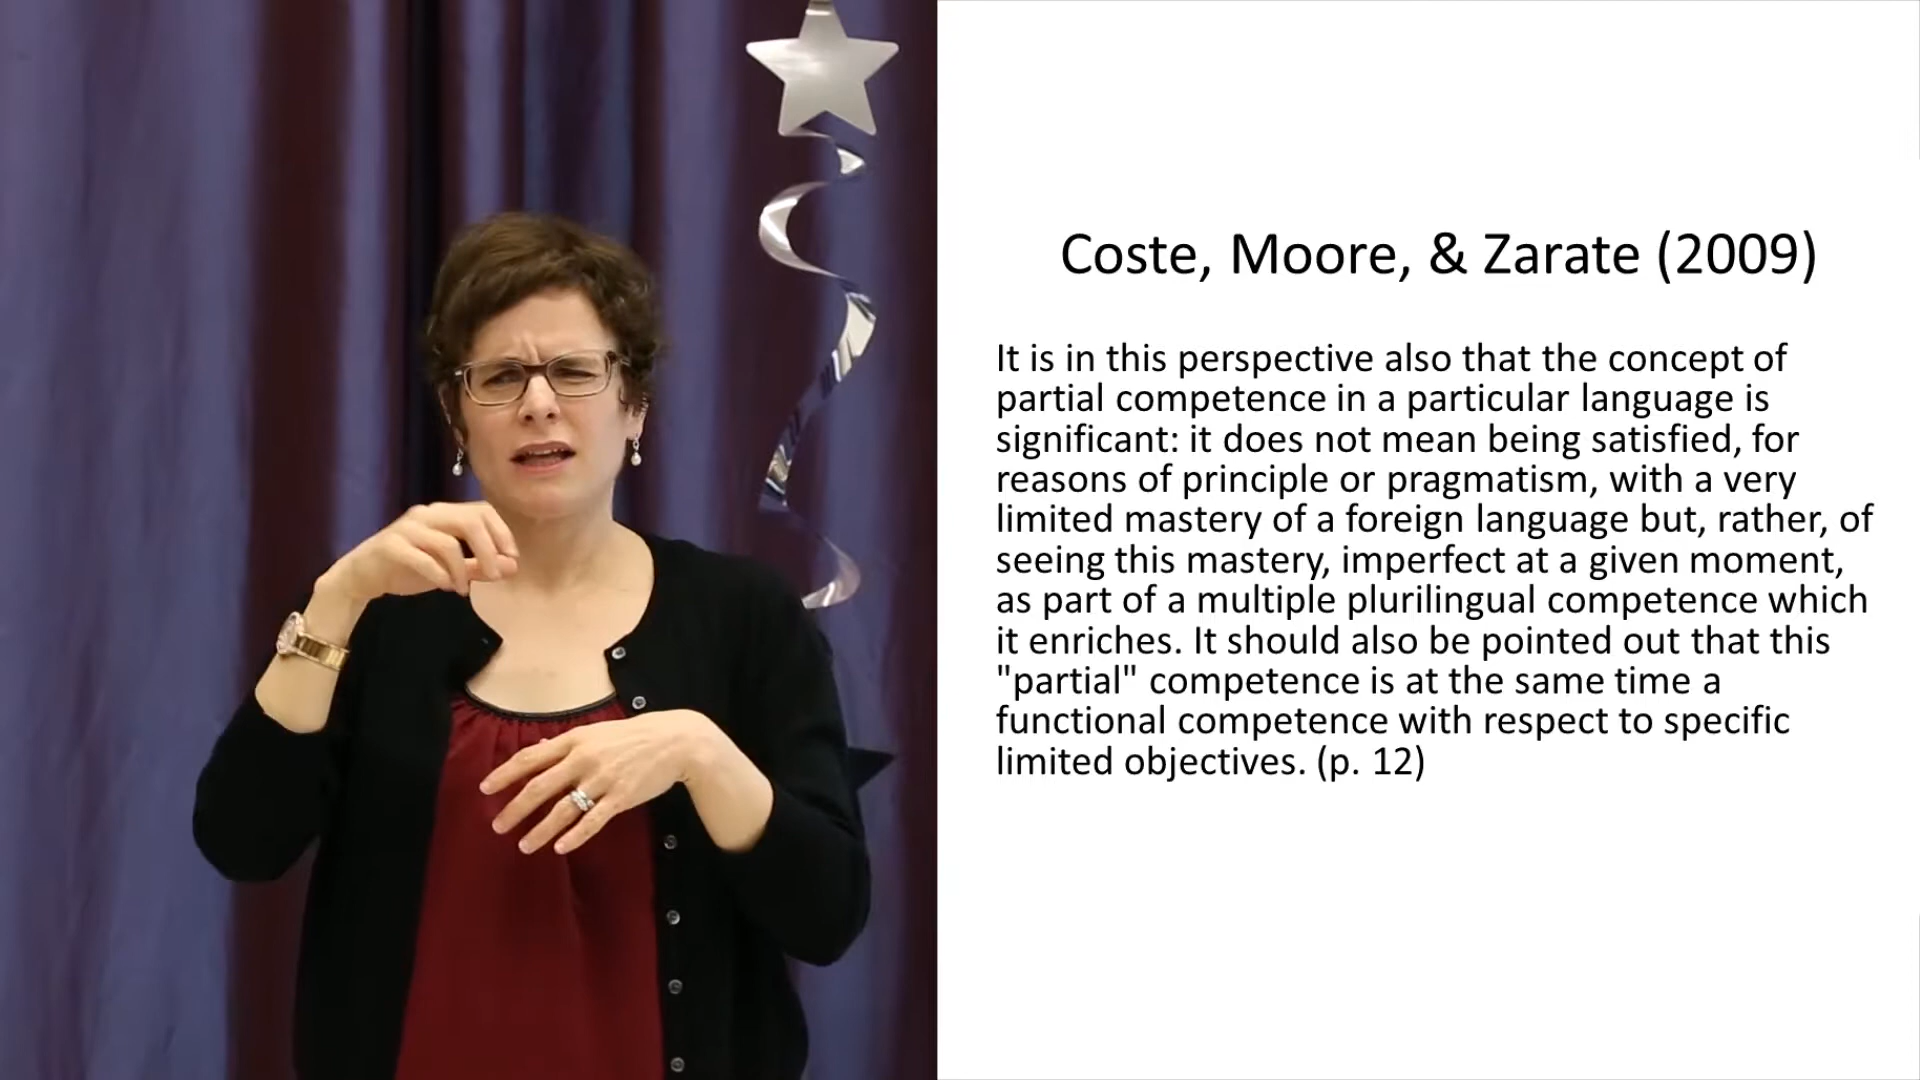 Coste, Moore, & Zarate (2009)
It is in this perspective also that the concept of
partial competence in a particular language is
significant: it does not mean being satisfied, for
reasons of principle or pragmatism, with a very
limited mastery of a foreign language but, rather, of
seeing this mastery, imperfect at a given moment,
as part of a multiple plurilingual competence which
it enriches. It should also be pointed out that this
"partial" competence is at the same time a
functional competence with respect to specific
limited objectives. (p. 12)